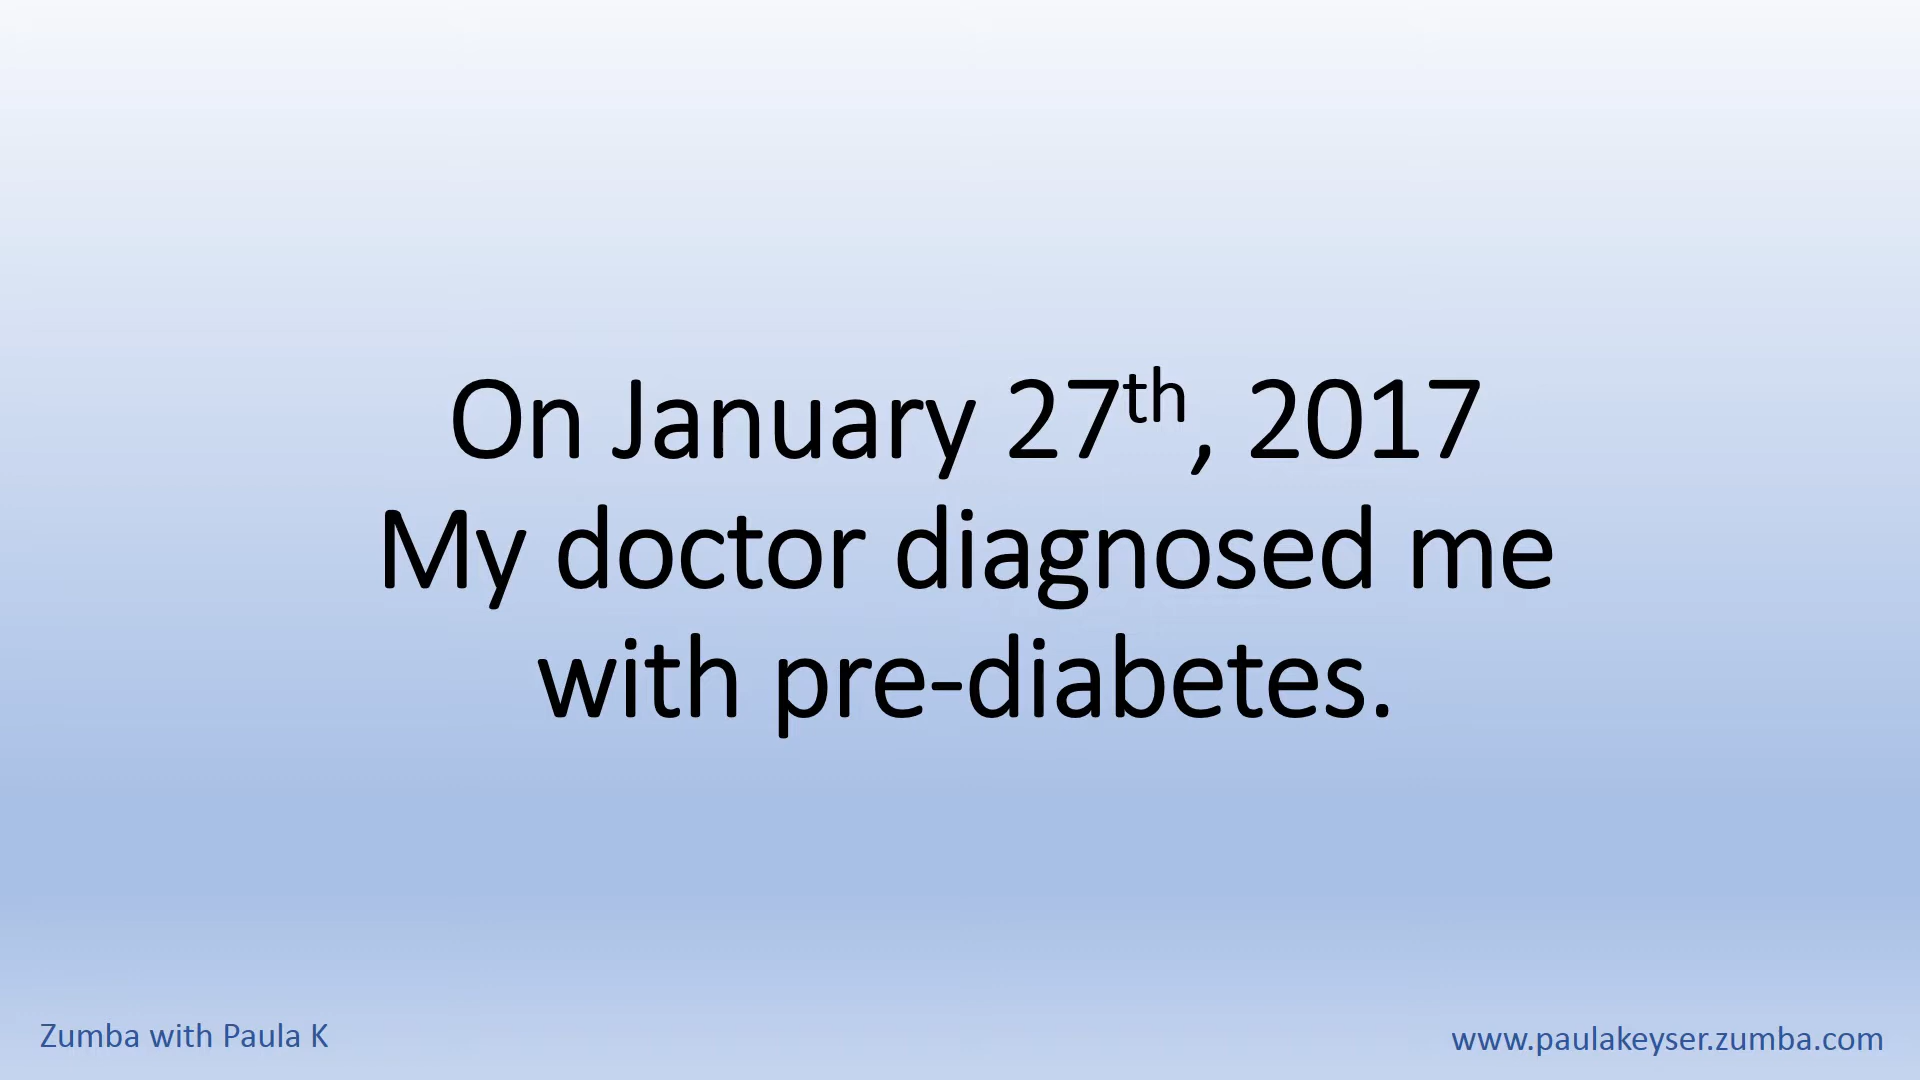 On January 27th, 2017
My doctor diagnosed me
with pre-diabetes.
Zumba with Paula K
www.paulakeyser.zumba.com